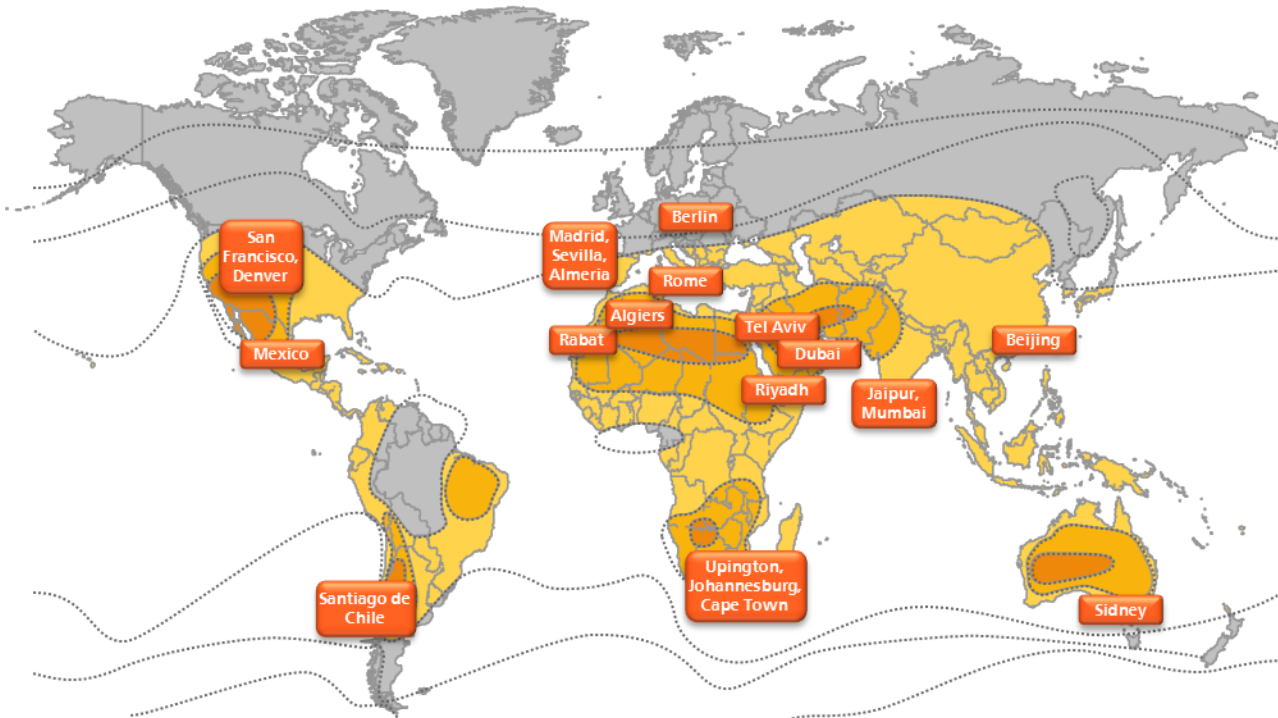 San
Francisco,
Denver
Berlin
Madrid,
Sevilla,
Almeria
Rome
Algiers
Rabat
Tel Aviv
Mexico
Dubai
Beijing
Riyadh
Jaipur,
Mumbai
Upington,
Johannesburg,
Cape Town
Santiago de
Chile
Sidney